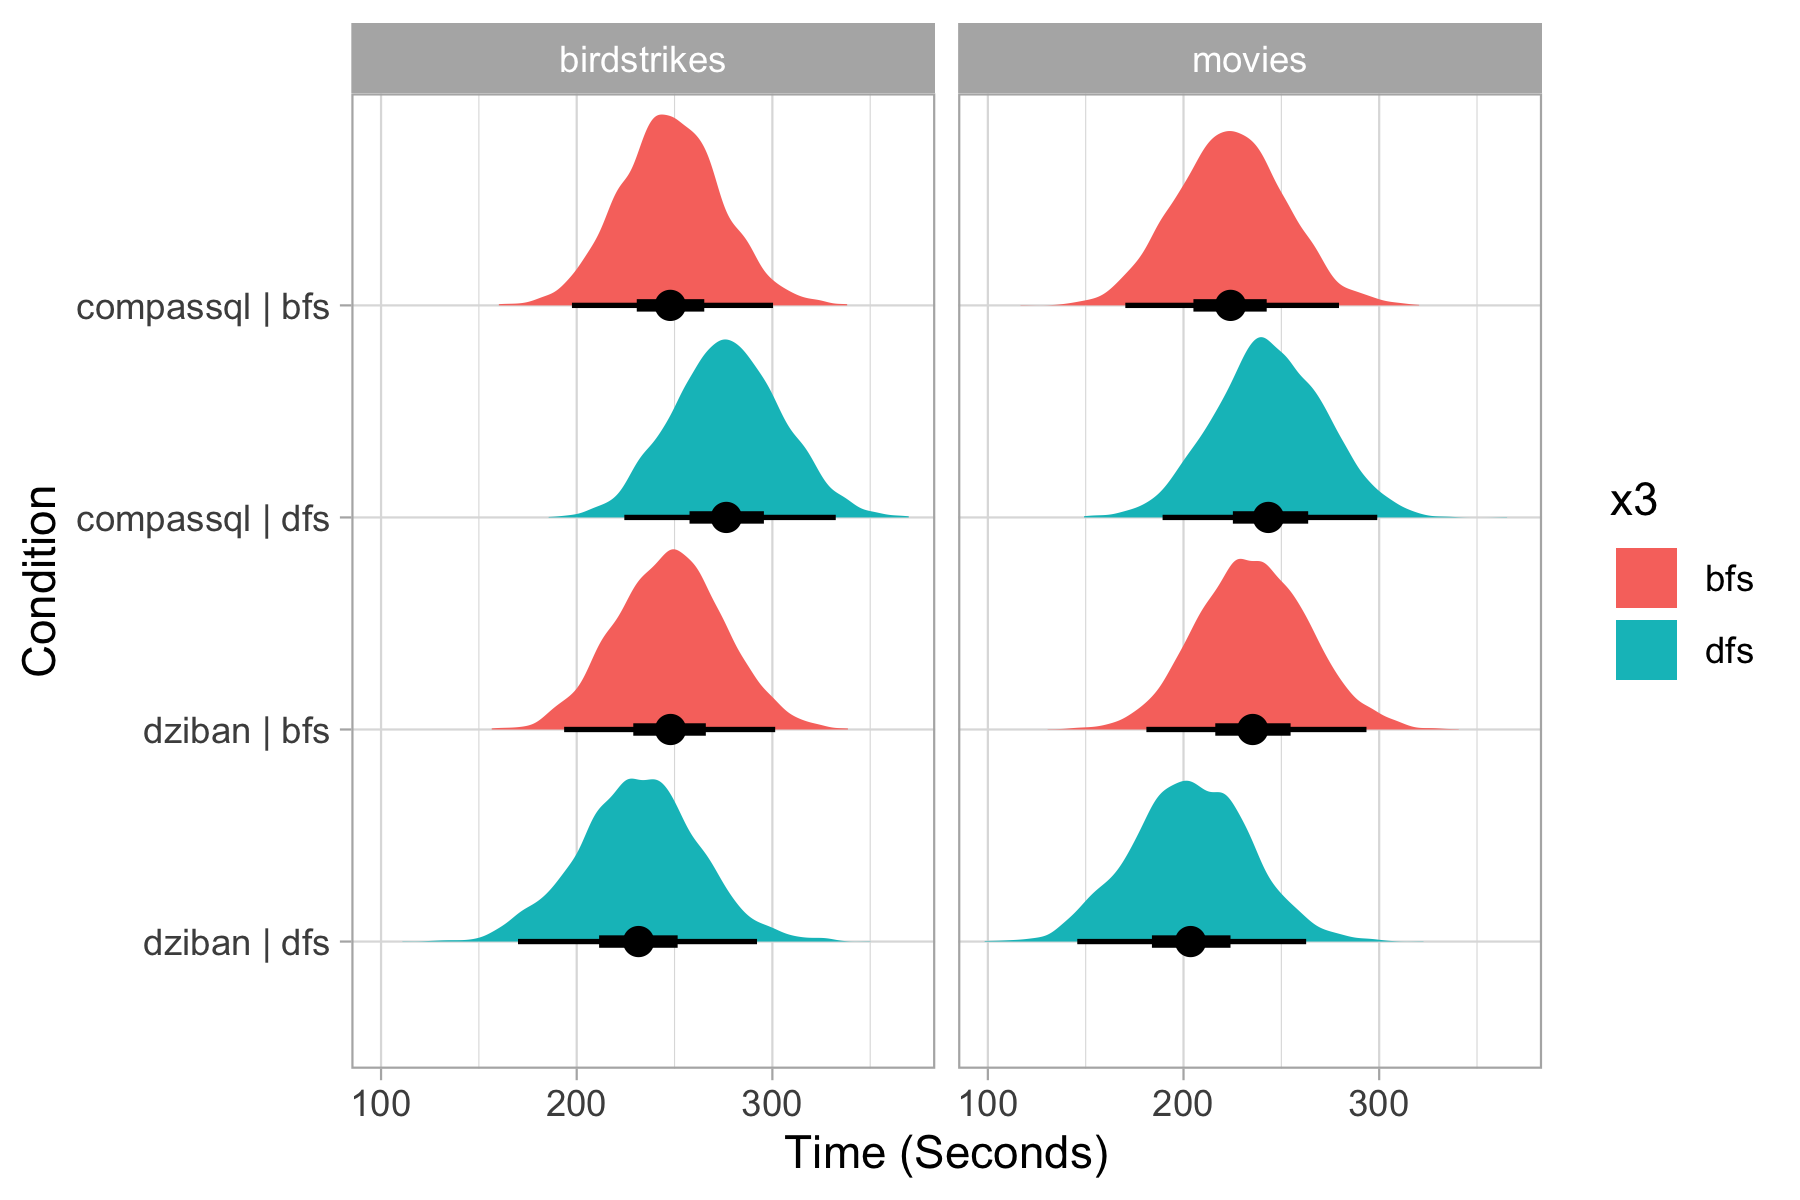 birdstrikes
movies
compassql | bfs
compassql | dfs
dziban | bfs
dziban | dfs
Condition
100
200
300
100
200
300
Time (Seconds)
x3
bfs
dfs